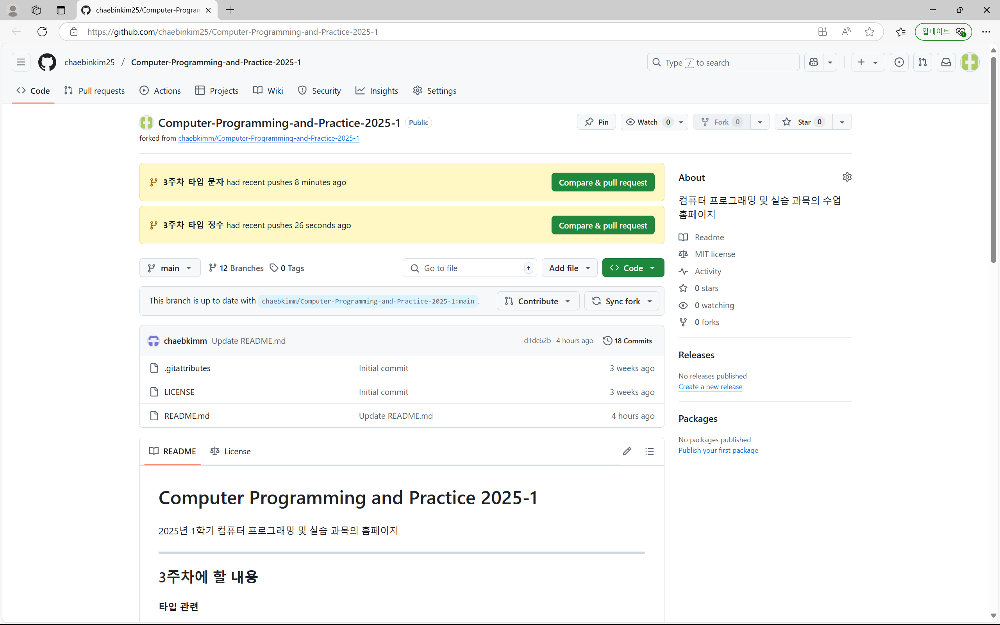 chaebinkim25/Computer-Program
https://github.com/chaebinkim25/Computer-Programming-and-Practice-2025-1
업데이트
chaebinkim25 / Computer-Programming-and-Practice-2025-1
Type / to search
Code Pull requests Actions Projects Wiki Security Insights Settings
Computer-Programming-and-Practice-2025-1 Public
Pin Watch 0 Fork 0 Star 0
forked from chaebkimm/Computer-Programming-and-Practice-2025-1
3주차_타입_문자 had recent pushes 8 minutes ago
Compare & pull request
3주차_타입_정수 had recent pushes 26 seconds ago
Compare & pull request
main 12 Branches 0 Tags
Go to file t Add file Code
This branch is up to date with chaebkimm/Computer-Programming-and-Practice-2025-1:main .
Contribute Sync fork
chaebkimm Update README.md d1dc62b · 4 hours ago 18 Commits
.gitattributes Initial commit 3 weeks ago
LICENSE Initial commit 3 weeks ago
README.md Update README.md 4 hours ago
README License
Computer Programming and Practice 2025-1
2025년 1학기 컴퓨터 프로그래밍 및 실습 과목의 홈페이지
3주차에 할 내용
타입 관련
About
컴퓨터 프로그래밍 및 실습 과목의 수업
홈페이지
Readme
MIT license
Activity
0 stars
0 watching
0 forks
Releases
No releases published
Create a new release
Packages
No packages published
Publish your first package